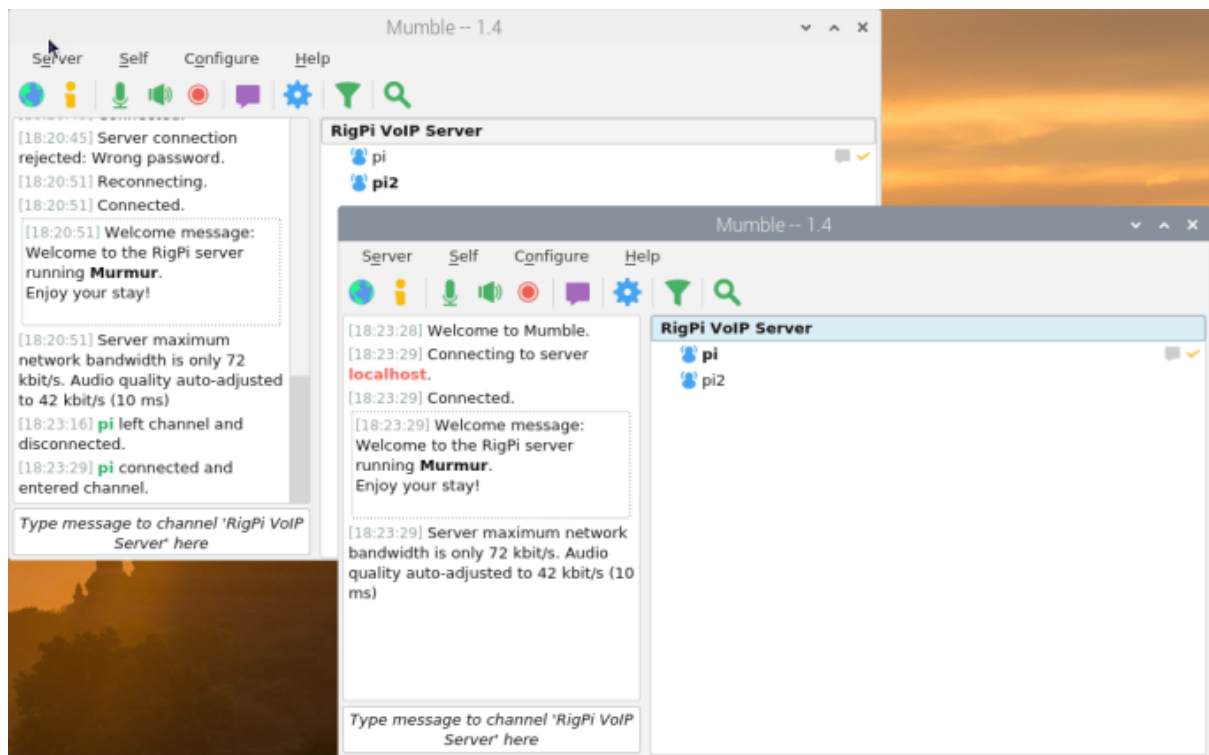 Mumble -- 1.4
Server Self Configure Help
[18:20:45] Server connection
rejected: Wrong password.
[18:20:51] Reconnecting.
[18:20:51] Connected.
[18:20:51] Welcome message:
Welcome to the RigPi server
running Murmur.
Enjoy your stay!
[18:20:51] Server maximum
network bandwidth is only 72
kbit/s. Audio quality auto-adjusted
to 42 kbit/s (10 ms)
[18:23:16] pi left channel and
disconnected.
[18:23:29] pi connected and
entered channel.
Type message to channel 'RigPi VoIP
Server' here
RigPi VoIP Server
pi
pi2
Mumble -- 1.4
Server Self Configure Help
[18:23:28] Welcome to Mumble.
[18:23:29] Connecting to server
localhost.
[18:23:29] Connected.
[18:23:29] Welcome message:
Welcome to the RigPi server
running Murmur.
Enjoy your stay!
[18:23:29] Server maximum network
bandwidth is only 72 kbit/s. Audio
quality auto-adjusted to 42 kbit/s (10
ms)
Type message to channel 'RigPi VoIP
Server' here
RigPi VoIP Server
pi
pi2